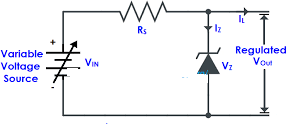 RS
IZ
IL
+
Variable
Voltage
Source
VIN
-
VZ
Regulated
VOut